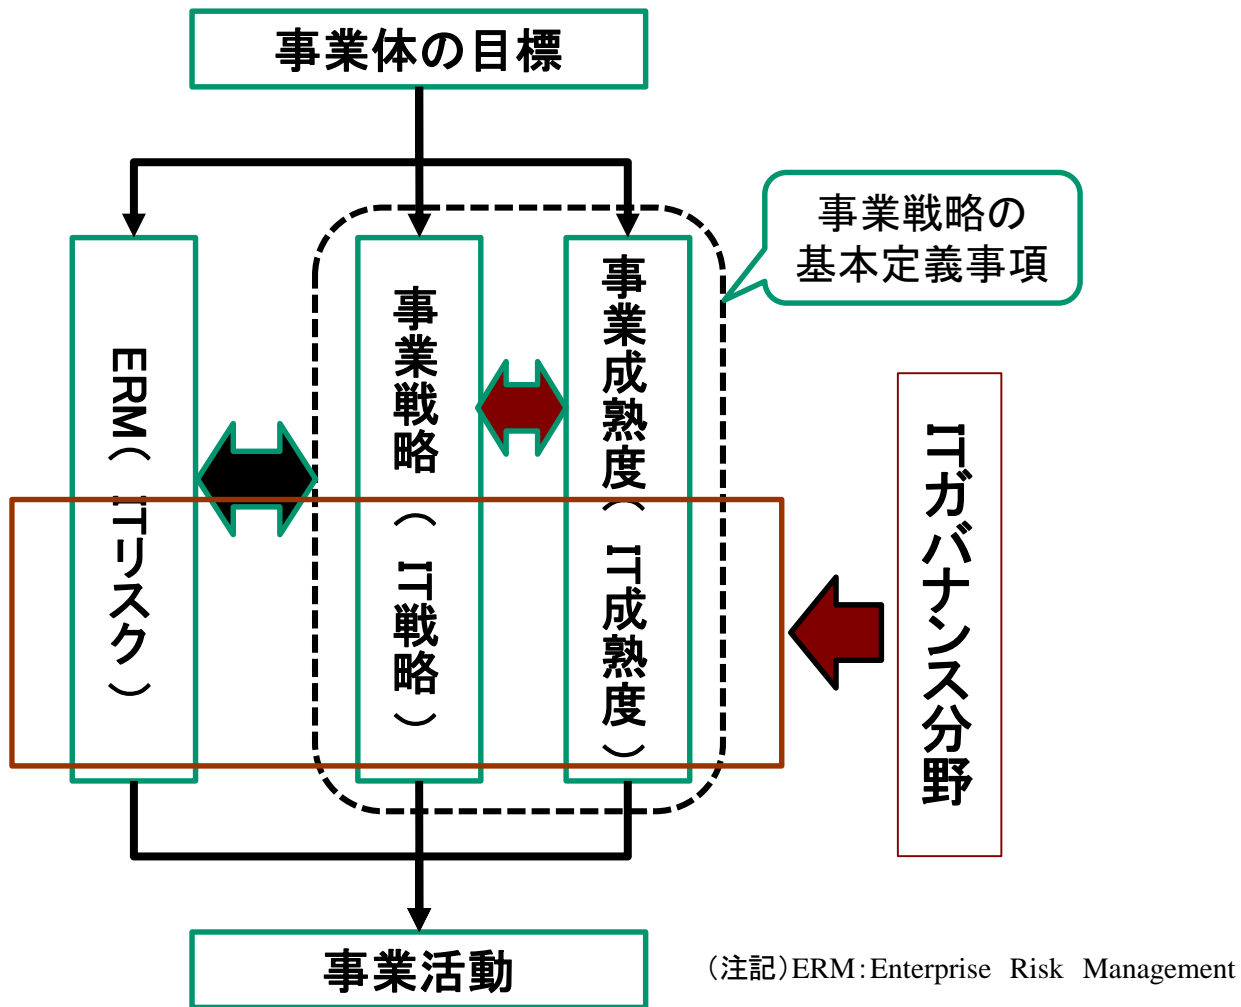 事業体の目標
事業戦略の
基本定義事項
ERM(ITリスク)
事業戦略(IT戦略)
事業成熟度(IT成熟度)
ITガバナンス分野
事業活動
(注記)ERM:Enterprise Risk Management